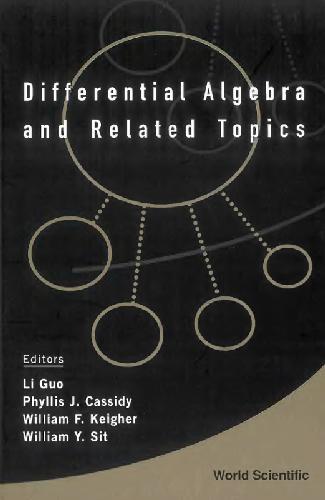 Differential Algebra
and Related Topics
Editors
Li Guo
Phyllis J. Cassidy
William F. Keigher
William Y. Sit
World Scientific